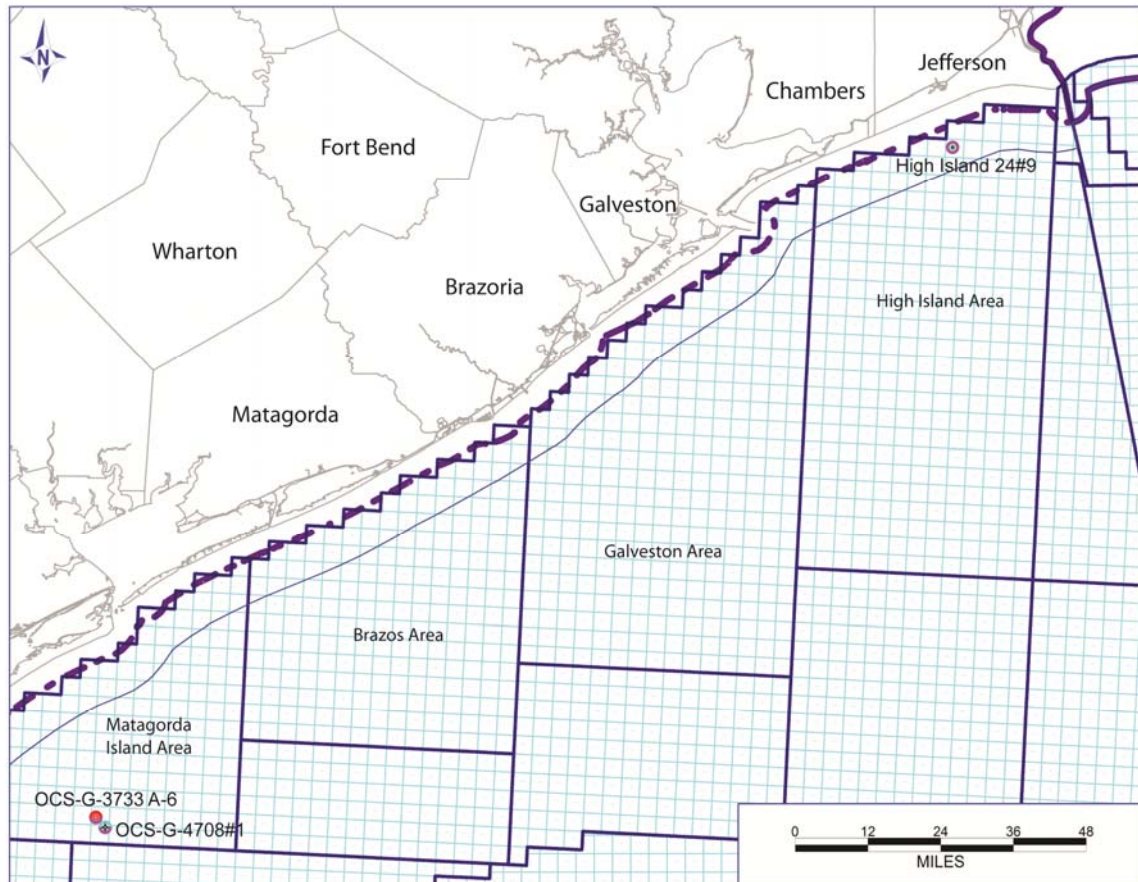 N
Jefferson
Chambers
Fort Bend
High Island 24#9
Galveston
Wharton
Brazoria
High Island Area
Matagorda
Galveston Area
Brazos Area
Matagorda
Island Area
OCS-G-3733 A-6
OCS-G-4708#1
0 12 24 36 48
MILES